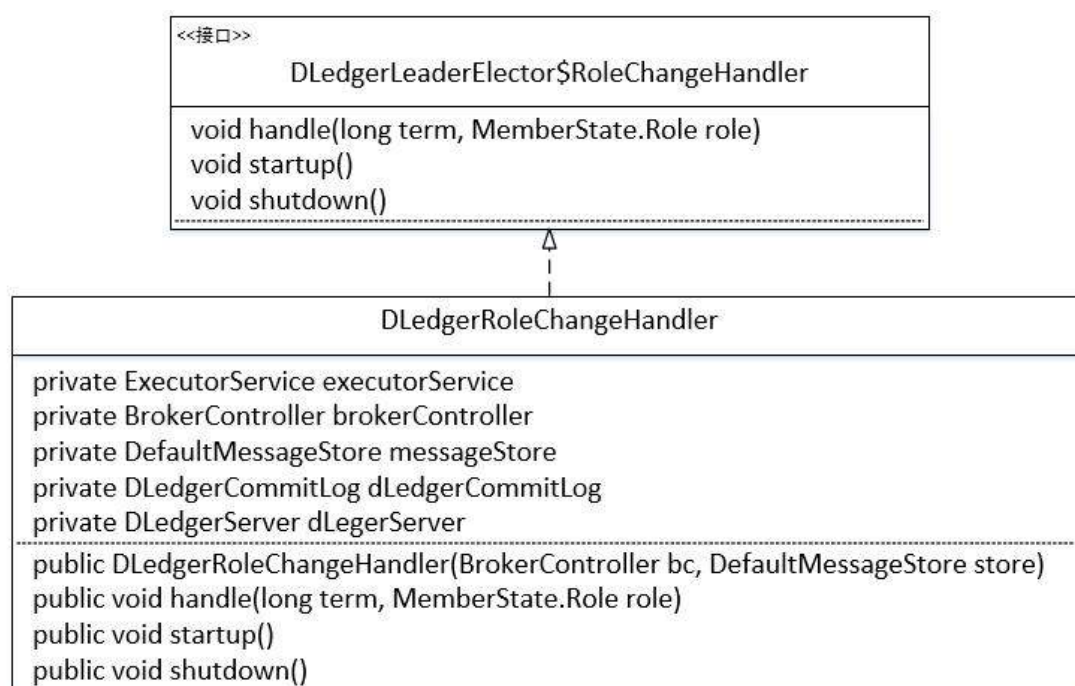 <<接口>>
DLedgerLeaderElector$RoleChangeHandler
void handle(long term, MemberState.Role role)
void startup()
void shutdown()
DLedgerRoleChangeHandler
private ExecutorService executorService
private BrokerController brokerController
private DefaultMessageStore messageStore
private DLedgerCommitLog dLedgerCommitLog
private DLedgerServer dLegerServer
public DLedgerRoleChangeHandler(BrokerController bc, DefaultMessageStore store)
public void handle(long term, MemberState.Role role)
public void startup()
public void shutdown()